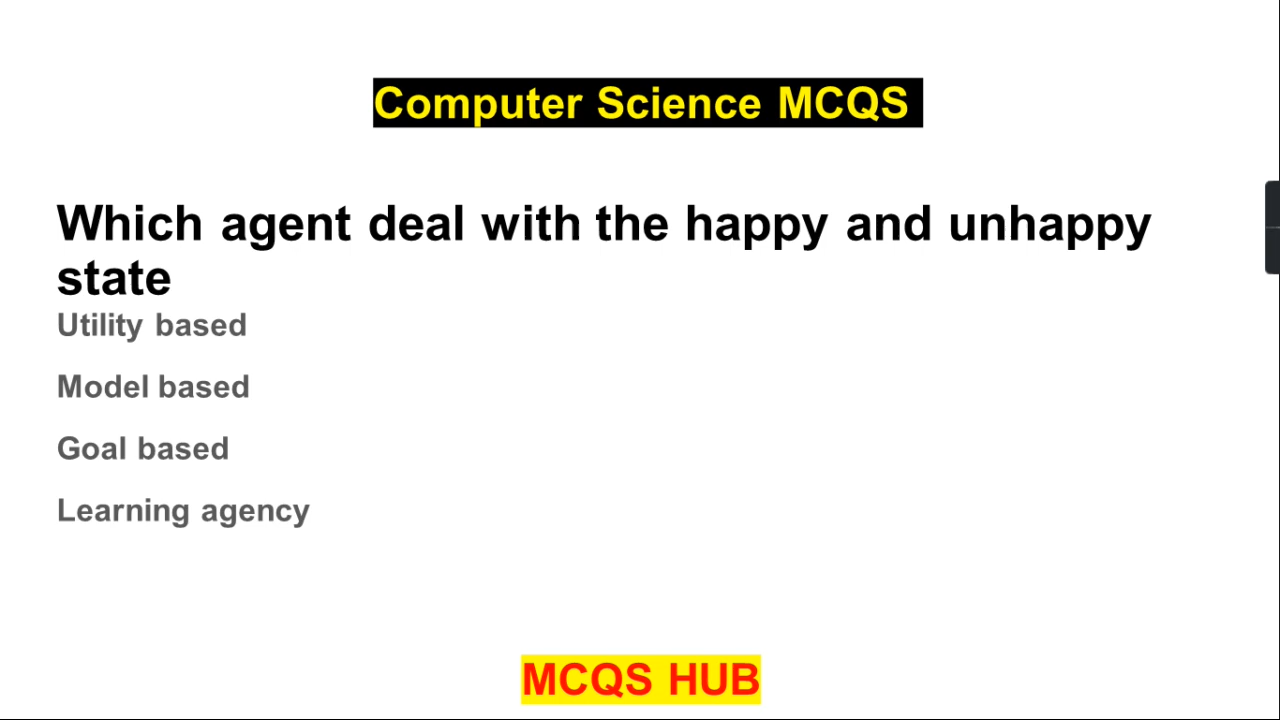 Computer Science MCQS
Which agent deal with the happy and unhappy
state
Utility based
Model based
Goal based
Learning agency
MCQS HUB